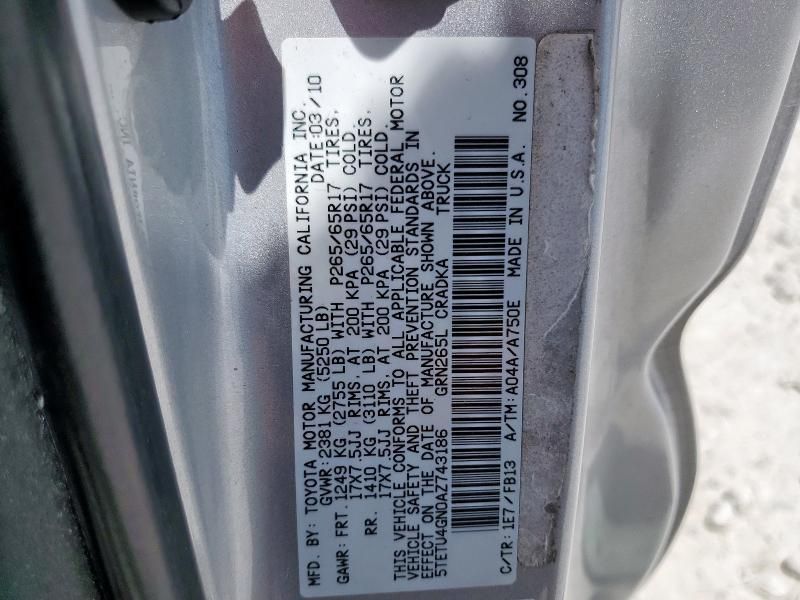 MFD. BY: TOYOTA MOTOR MANUFACTURING CALIFORNIA INC.
GVWR: 2381 KG (5250 LB) DATE: 03/10
GAWR: FRT. 1249 KG (2755 LB) WITH P265/65R17 TIRES,
17X7.5JJ RIMS, AT 200 KPA (29 PSI) COLD
RR. 1410 KG (3110 LB) WITH P265/65R17 TIRES,
17X7.5JJ RIMS, AT 200 KPA (29 PSI) COLD
THIS VEHICLE CONFORMS TO ALL APPLICABLE FEDERAL MOTOR
VEHICLE SAFETY AND THEFT PREVENTION STANDARDS IN
EFFECT ON THE DATE OF MANUFACTURE SHOWN ABOVE.
5TETU4GN0AZ743186 GRN265L CRADKA TRUCK
C/TR: 1E7/FB13 A/TM: A04A/A750E MADE IN U.S.A. NO. 308